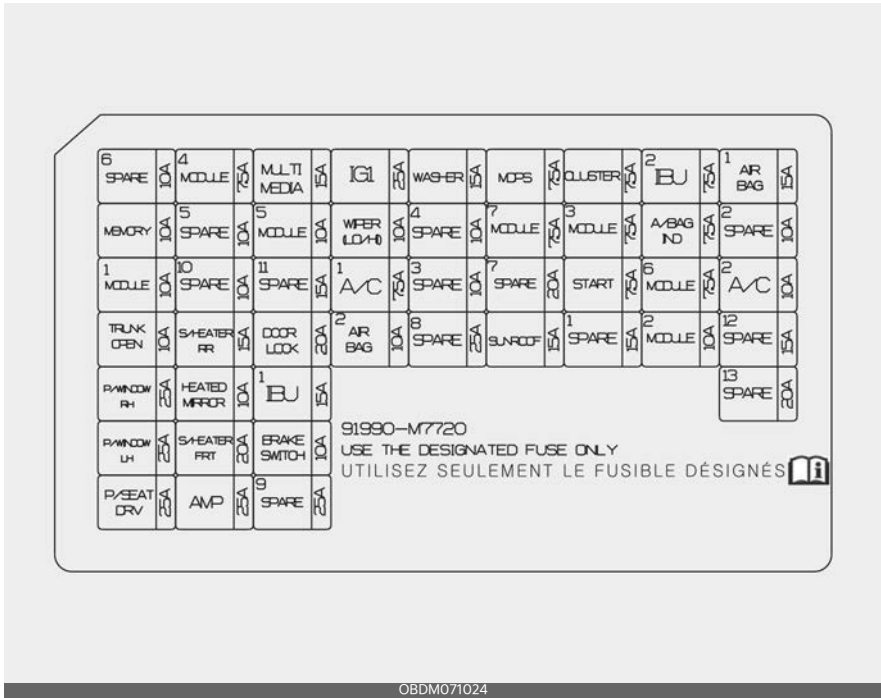 6 SPARE 10A 4 MODULE 7.5A MULTI MEDIA 15A IG1 25A WASHER 15A MDPS 7.5A CLUSTER 7.5A 2 IBU 7.5A 1 AIR BAG 15A
MEMORY 10A 5 SPARE 10A 5 MODULE 10A WIPER (LO/HI) 10A 4 SPARE 10A 7 MODULE 7.5A 3 MODULE 7.5A A/BAG IND 7.5A 2 SPARE 10A
1 MODULE 10A 10 SPARE 10A 11 SPARE 15A 1 A/C 7.5A 3 SPARE 10A 7 SPARE 20A START 7.5A 6 MODULE 7.5A 2 A/C 10A
TRUNK OPEN 10A S/HEATER RR 15A DOOR LOCK 20A 2 AIR BAG 10A 8 SPARE 25A SUNROOF 15A 1 SPARE 15A 2 MODULE 10A 12 SPARE 15A
P/WINDOW RH 25A HEATED MIRROR 10A 1 IBU 15A 13 SPARE 20A
P/WINDOW LH 25A S/HEATER FRT 20A BRAKE SWITCH 10A
P/SEAT DRV 25A AMP 25A 9 SPARE 25A
91990-M7720
USE THE DESIGNATED FUSE ONLY
UTILISEZ SEULEMENT LE FUSIBLE DÉSIGNÉS
OBDM071024